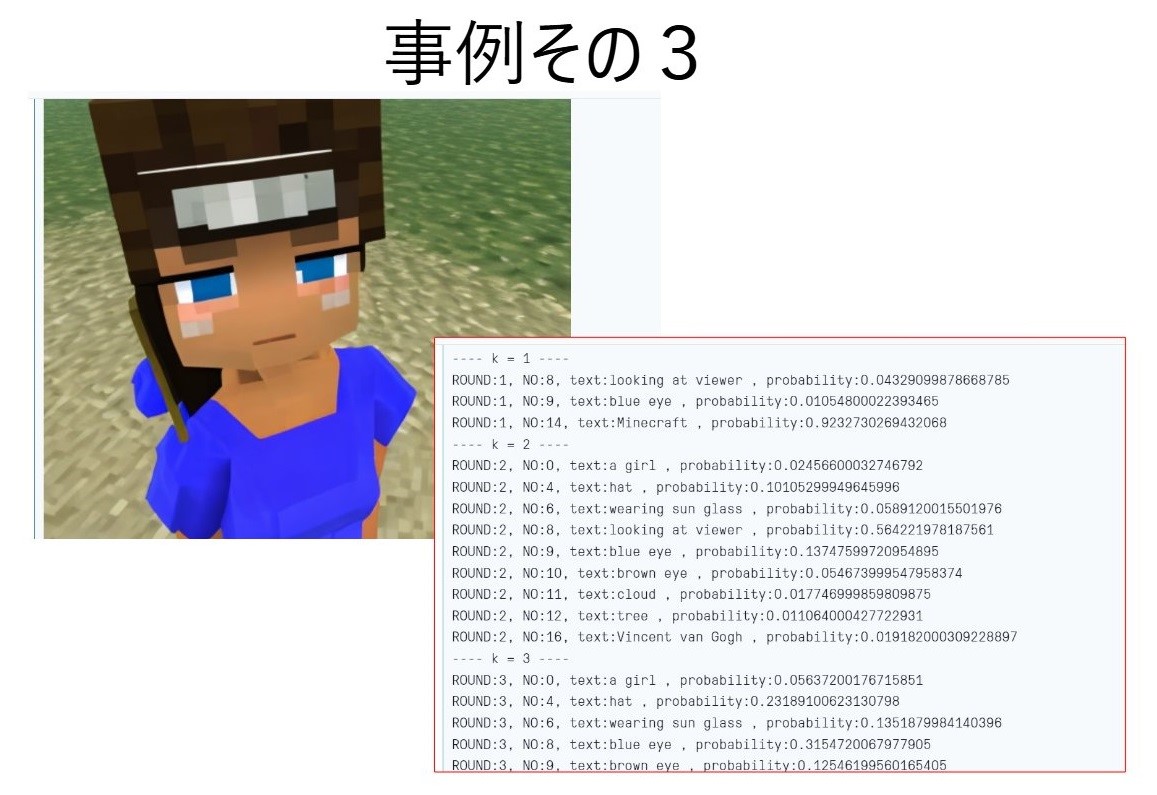 事例その３
---- k = 1 ----
ROUND:1, NO:8, text:looking at viewer , probability:0.04329099878668785
ROUND:1, NO:9, text:blue eye , probability:0.01054800022393465
ROUND:1, NO:14, text:Minecraft , probability:0.9232730269432068
---- k = 2 ----
ROUND:2, NO:0, text:a girl , probability:0.02456600032746792
ROUND:2, NO:4, text:hat , probability:0.10105299949645996
ROUND:2, NO:6, text:wearing sun glass , probability:0.0589120015501976
ROUND:2, NO:8, text:looking at viewer , probability:0.564221978187561
ROUND:2, NO:9, text:blue eye , probability:0.13747599720954895
ROUND:2, NO:10, text:brown eye , probability:0.054673999547958374
ROUND:2, NO:11, text:cloud , probability:0.017746999859809875
ROUND:2, NO:12, text:tree , probability:0.011064000427722931
ROUND:2, NO:16, text:Vincent van Gogh , probability:0.019182000309228897
---- k = 3 ----
ROUND:3, NO:0, text:a girl , probability:0.05637200176715851
ROUND:3, NO:4, text:hat , probability:0.23189100623130798
ROUND:3, NO:6, text:wearing sun glass , probability:0.1351879984140396
ROUND:3, NO:8, text:blue eye , probability:0.3154720067977905
ROUND:3, NO:9, text:brown eye , probability:0.12546199560165405